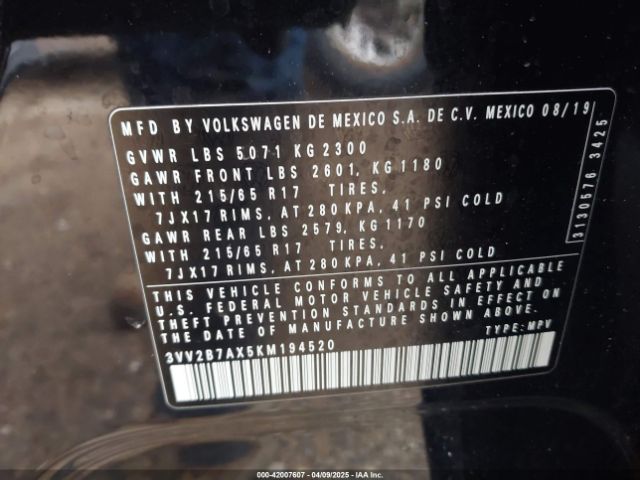 MFD BY VOLKSWAGEN DE MEXICO S.A. DE C.V. MEXICO 08/19
GVWR LBS 5071 KG 2300
GAWR FRONT LBS 2601, KG 1180
WITH 215/65 R17 TIRES,
7JX17 RIMS, AT 280 KPA, 41 PSI COLD
GAWR REAR LBS 2579, KG 1170
WITH 215/65 R17 TIRES,
7JX17 RIMS, AT 280 KPA, 41 PSI COLD
3130576 3425
THIS VEHICLE CONFORMS TO ALL APPLICABLE
U.S. FEDERAL MOTOR VEHICLE SAFETY AND
THEFT PREVENTION STANDARDS IN EFFECT ON
THE DATE OF MANUFACTURE SHOWN ABOVE.
3VV2B7AX5KM194520 TYPE: MPV
000-42007607 - 04/09/2025 - IAA Inc.